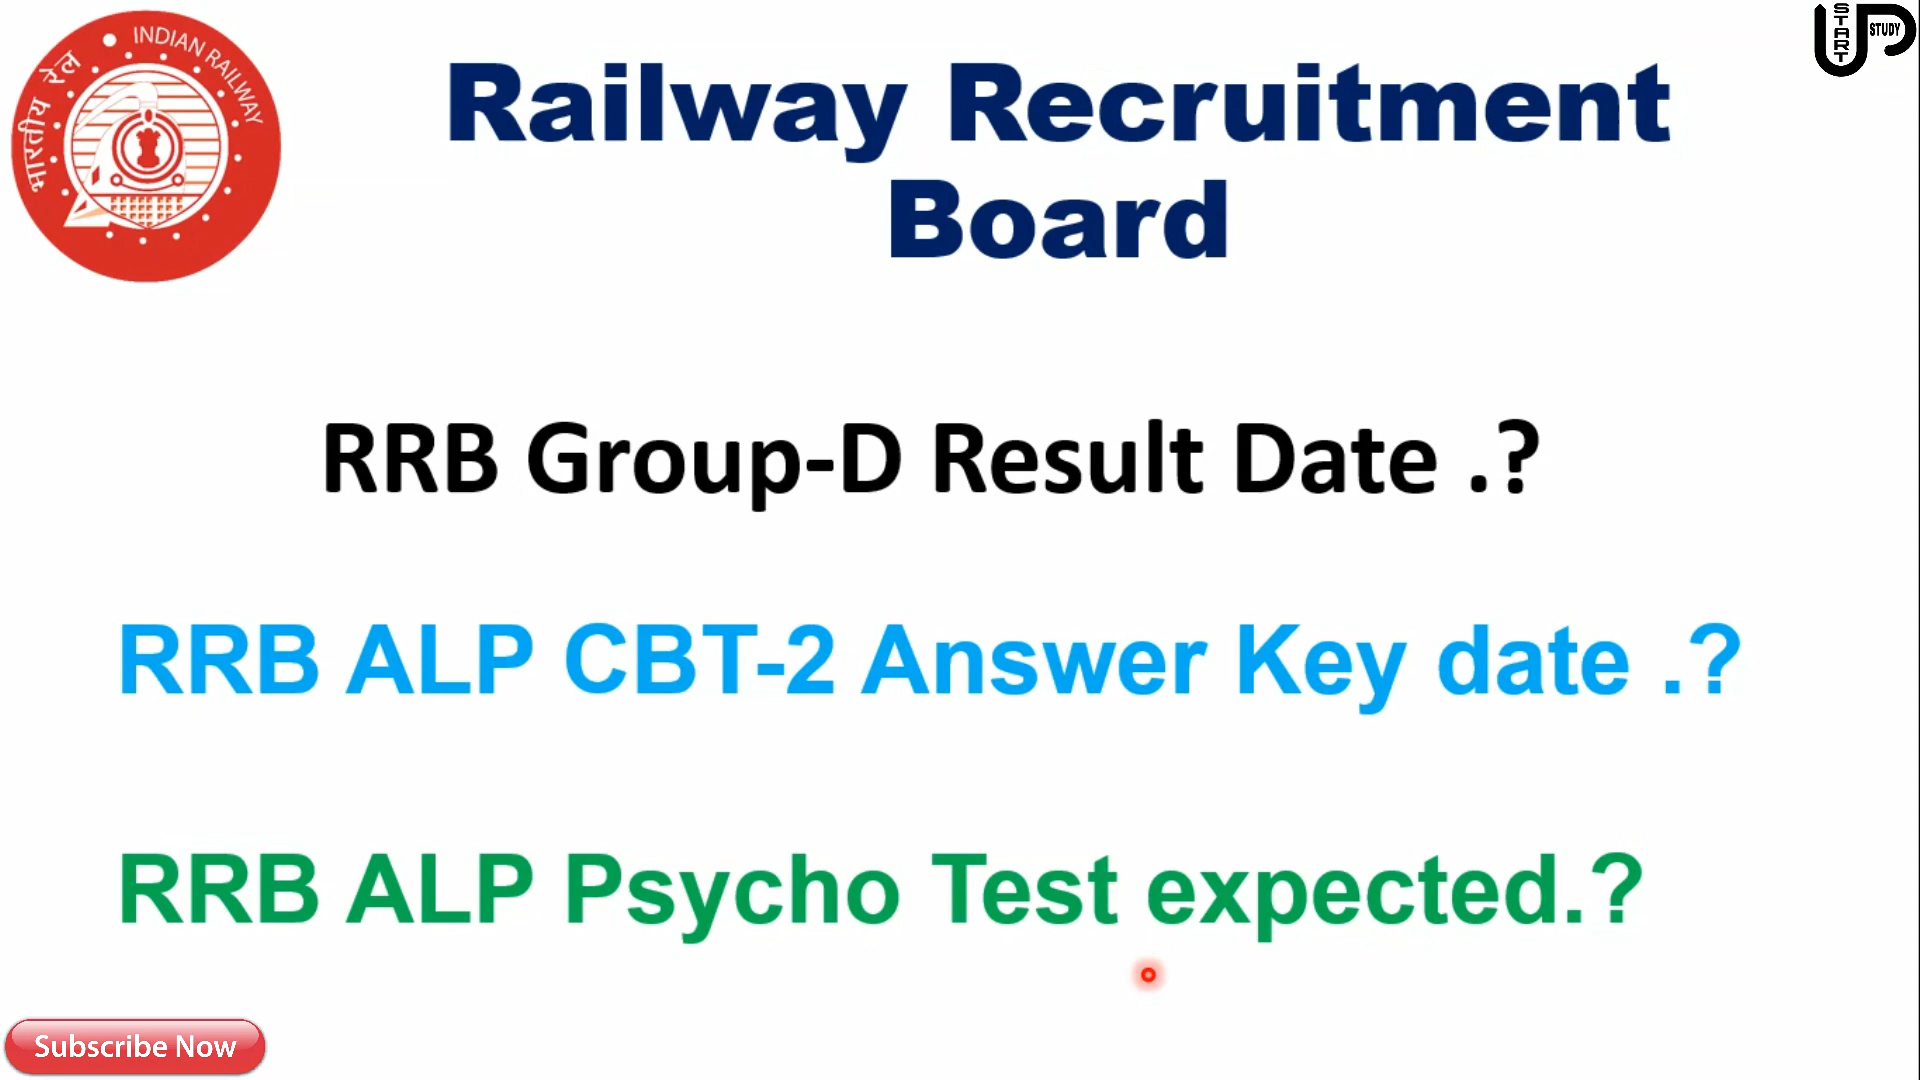 भारतीय रेल
INDIAN RAILWAY
START
UP
STUDY
Railway Recruitment
Board
RRB Group-D Result Date .?
RRB ALP CBT-2 Answer Key date .?
RRB ALP Psycho Test expected.?
Subscribe Now